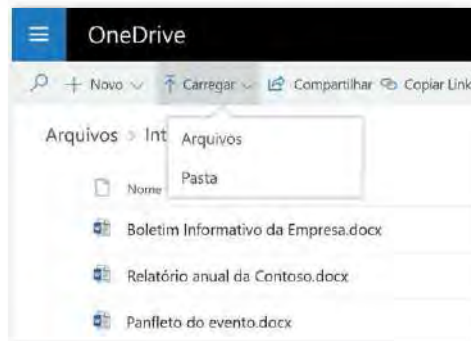 OneDrive
+ Novo Carregar Compartilhar Copiar Link
Arquivos > Int
Arquivos
Pasta
Nome
Boletim Informativo da Empresa.docx
Relatório anual da Contoso.docx
Panfleto do evento.docx